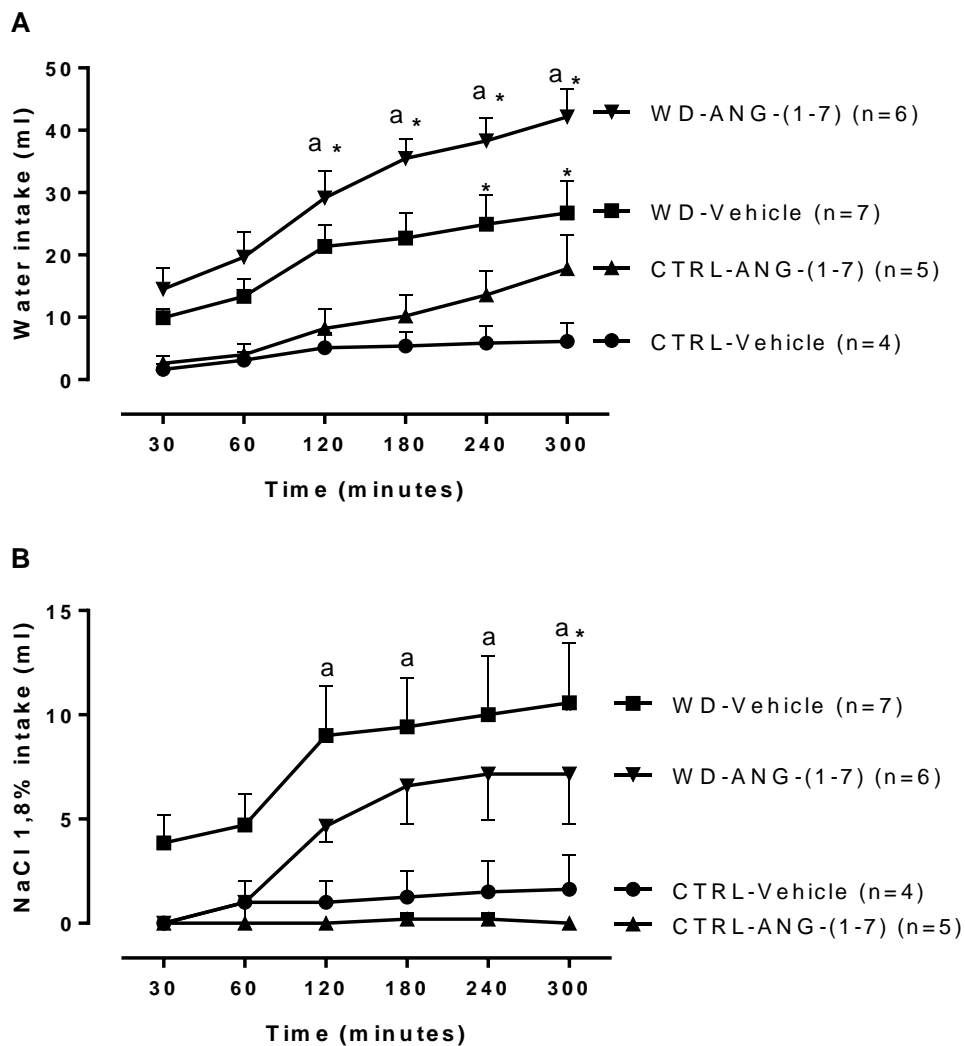 A
Water intake (ml)
50
40
30
20
10
0
a * a * a * a *
* *
WD-ANG-(1-7) (n=6)
WD-Vehicle (n=7)
CTRL-ANG-(1-7) (n=5)
CTRL-Vehicle (n=4)
30 60 120 180 240 300
Time (minutes)
B
NaCl 1,8% intake (ml)
15
10
5
0
a a a a *
WD-Vehicle (n=7)
WD-ANG-(1-7) (n=6)
CTRL-Vehicle (n=4)
CTRL-ANG-(1-7) (n=5)
30 60 120 180 240 300
Time (minutes)